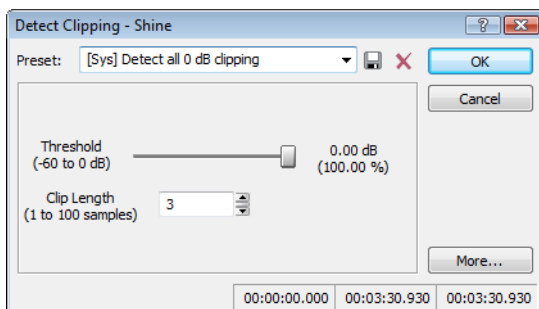 Detect Clipping - Shine
Preset: [Sys] Detect all 0 dB clipping
OK
Cancel
Threshold
(-60 to 0 dB)
0.00 dB
(100.00 %)
Clip Length
(1 to 100 samples)
3
More...
00:00:00.000 00:03:30.930 00:03:30.930